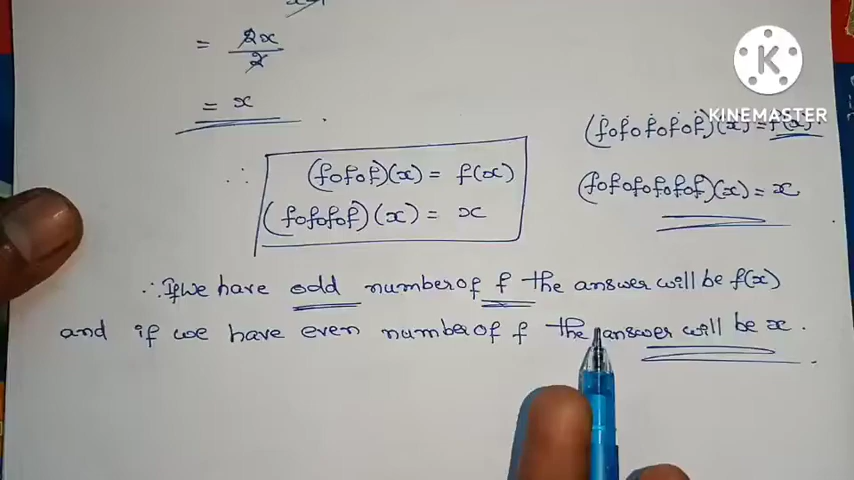 = 2x/2
= x
KINEMASTER
(fofofofof)(x) = f(x).
∴ (fofof)(x) = f(x)
(fofofofofof)(x) = x
(fofofof)(x) = x
∴ If we have odd number of f the answer will be f(x)
and if we have even number of f the answer will be x.